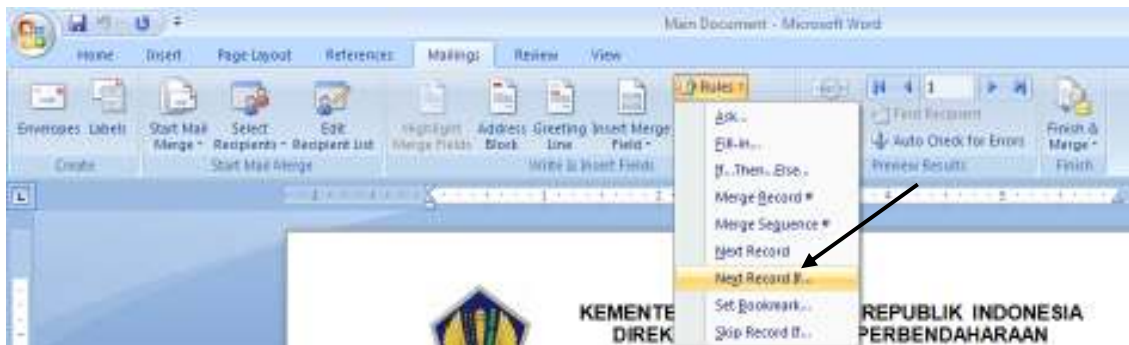 Main Document - Microsoft Word
Home Insert Page Layout References Mailings Review View
Envelopes Labels Start Mail Merge Select Recipients Edit Recipient List Highlight Merge Fields Address Block Greeting Line Insert Merge Field Rules 1 Find Recipient Auto Check for Errors Finish & Merge
Create Start Mail Merge Write & Insert Fields Preview Results Finish
Ask...
Fill-in...
If...Then...Else...
Merge Record #
Merge Sequence #
Next Record
Next Record If...
Set Bookmark...
Skip Record If...
KEMENTE REPUBLIK INDONESIA
DIREK PERBENDAHARAAN